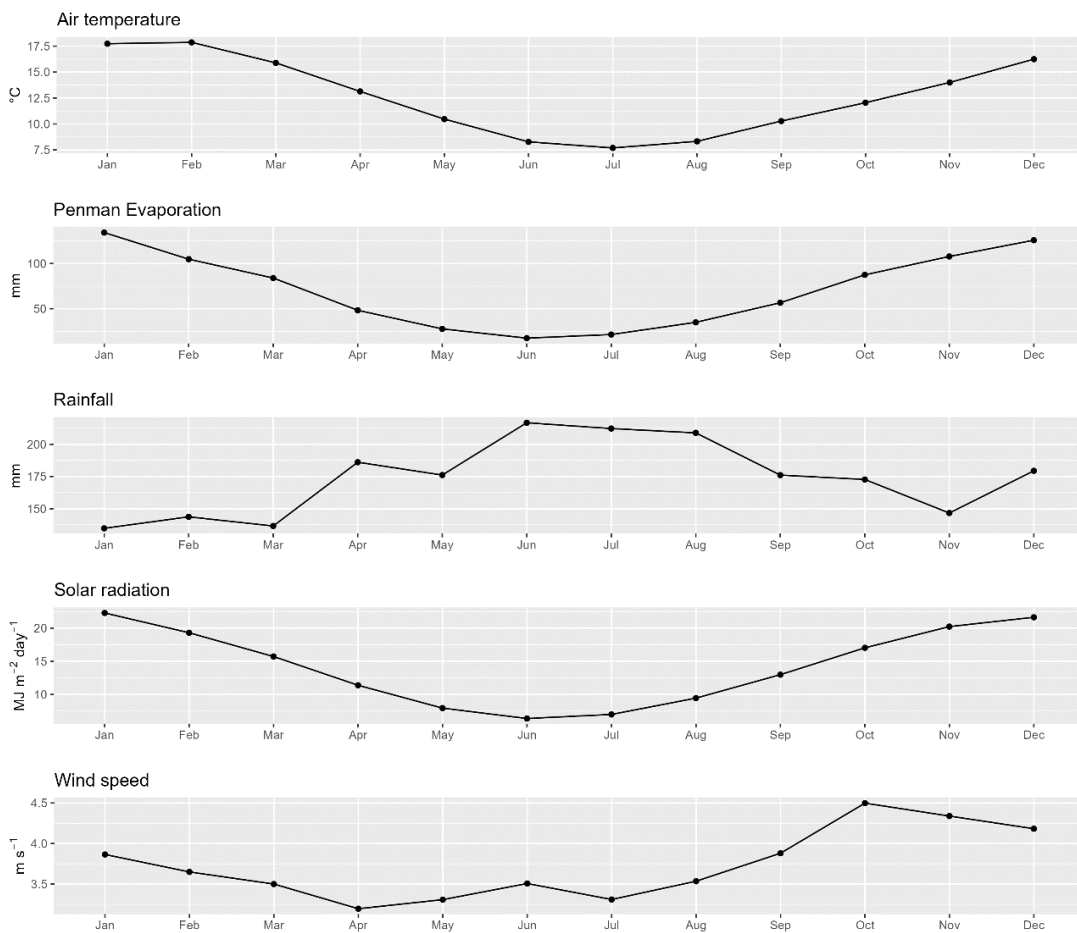 Air temperature
°C
17.5
15.0
12.5
10.0
7.5
Jan Feb Mar Apr May Jun Jul Aug Sep Oct Nov Dec
Penman Evaporation
mm
100
50
Jan Feb Mar Apr May Jun Jul Aug Sep Oct Nov Dec
Rainfall
mm
200
175
150
Jan Feb Mar Apr May Jun Jul Aug Sep Oct Nov Dec
Solar radiation
MJ m⁻² day⁻¹
20
15
10
Jan Feb Mar Apr May Jun Jul Aug Sep Oct Nov Dec
Wind speed
m s⁻¹
4.5
4.0
3.5
Jan Feb Mar Apr May Jun Jul Aug Sep Oct Nov Dec